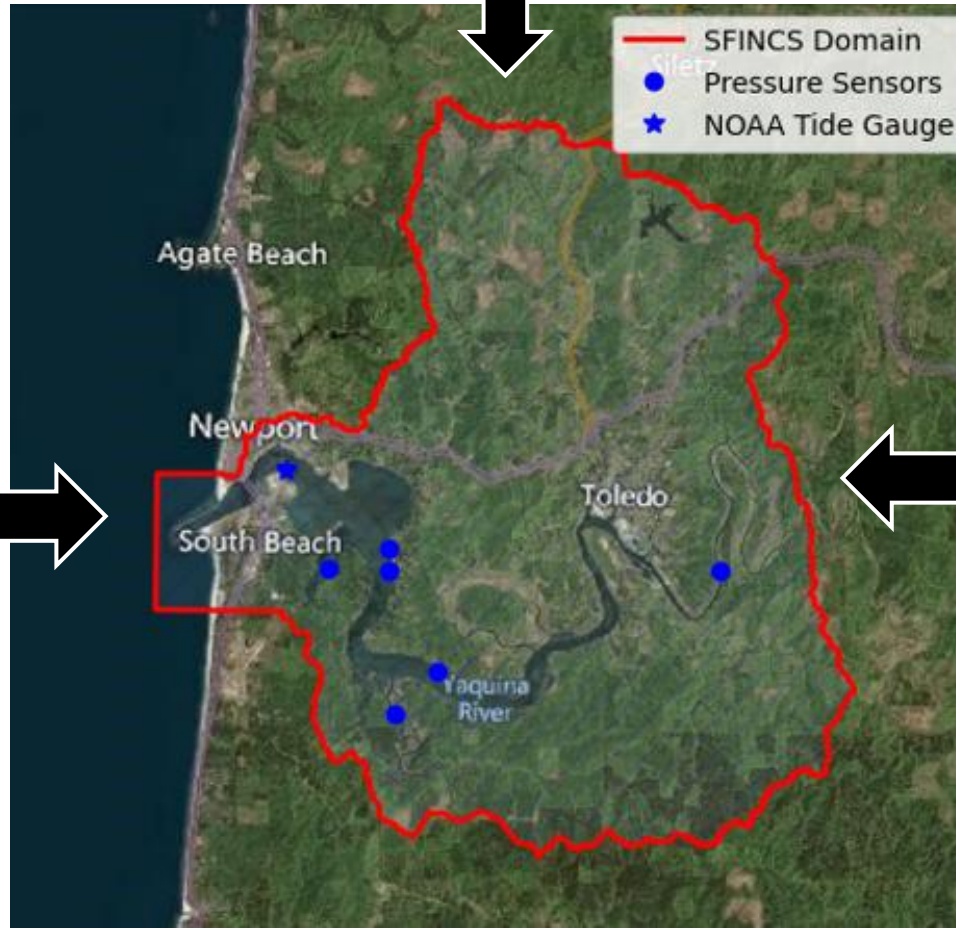 SFINCS Domain
Siletz
Pressure Sensors
NOAA Tide Gauge
Agate Beach
Newport
Toledo
South Beach
Yaquina
River